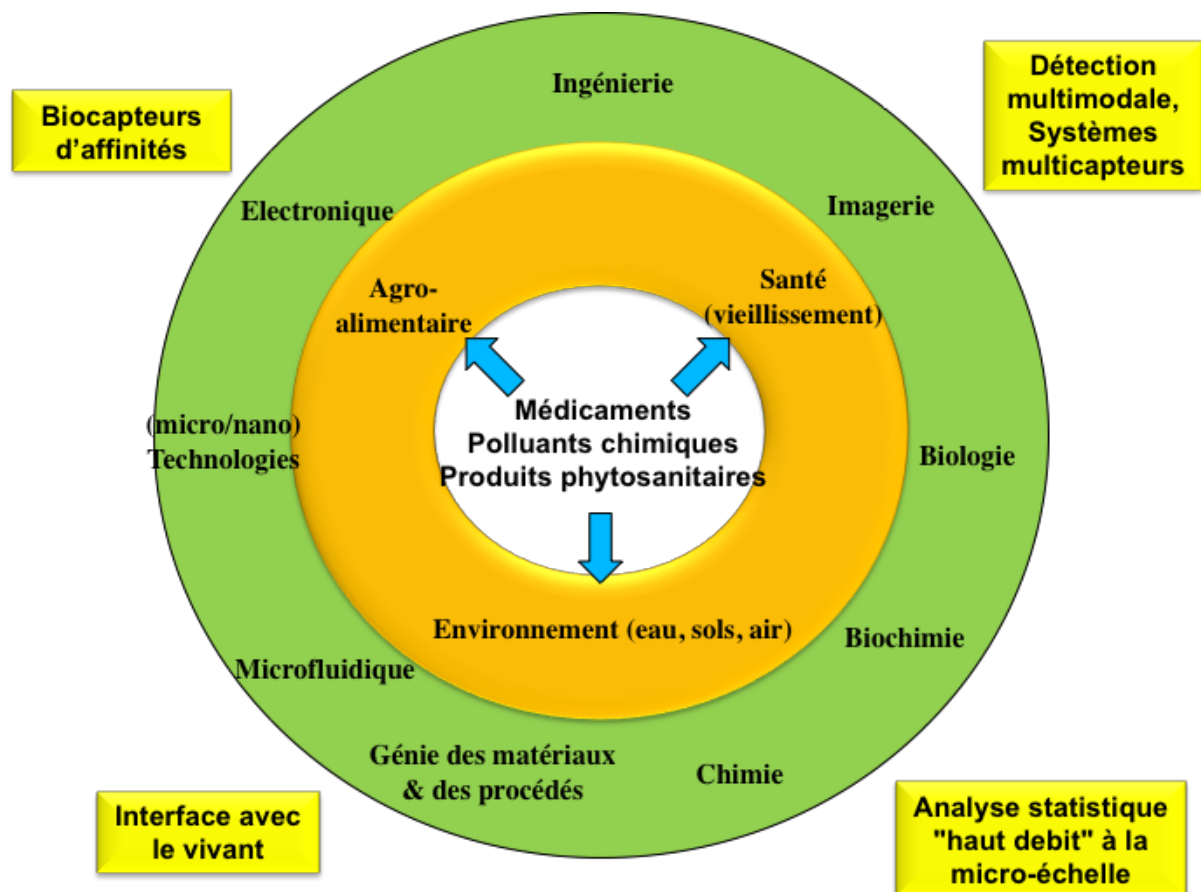 Ingénierie
Détection
multimodale,
Systèmes
multicapteurs
Biocapteurs
d’affinités
Electronique
Imagerie
Agro-
alimentaire
Santé
(vieillissement)
Médicaments
Polluants chimiques
Produits phytosanitaires
(micro/nano)
Technologies
Biologie
Environnement (eau, sols, air)
Biochimie
Microfluidique
Génie des matériaux
& des procédés
Chimie
Interface avec
le vivant
Analyse statistique
"haut debit" à la
micro-échelle